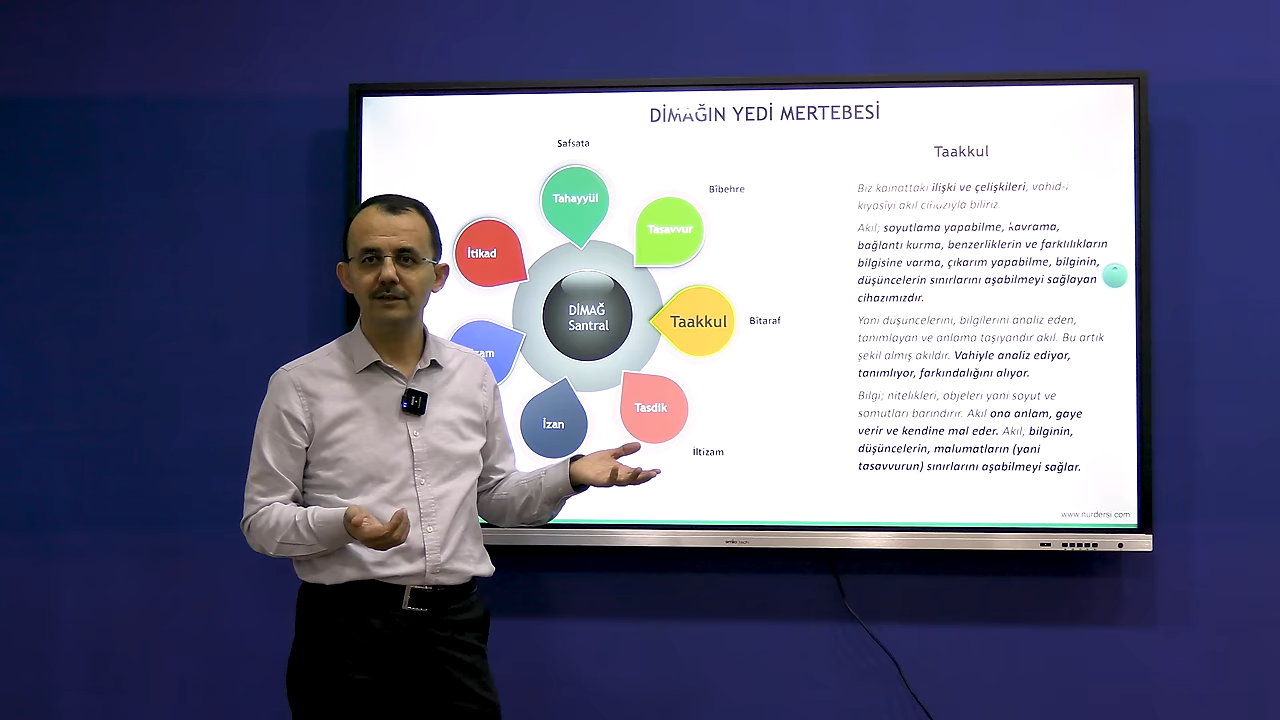 DİMAĞIN YEDİ MERTEBESİ
Safsata
Tahayyül
Bîbehre
Tasavvur
İtikad
DİMAĞ
Santral
Taakkul
Bîtaraf
Tasdik
İzan
İltizam
Taakkul
Biz kainattaki ilişki ve çelişkileri, vahid-i
kıyasiyi akıl cihazıyla biliriz.
Akıl; soyutlama yapabilme, kavrama,
bağlantı kurma, benzerliklerin ve farklılıkların
bilgisine varma, çıkarım yapabilme, bilginin,
düşüncelerin sınırlarını aşabilmeyi sağlayan
cihazımızdır.
Yani düşüncelerini, bilgilerini analiz eden,
tanımlayan ve anlama taşıyandır akıl. Bu artık
şekil almış akıldır. Vahiyle analiz ediyor,
tanımlıyor, farkındalığını alıyor.
Bilgi; nitelikleri, objeleri yani soyut ve
somutları barındırır. Akıl ona anlam, gaye
verir ve kendine mal eder. Akıl, bilginin,
düşüncelerin, malumatların (yani
tasavvurun) sınırlarını aşabilmeyi sağlar.
www.nurdersi.com